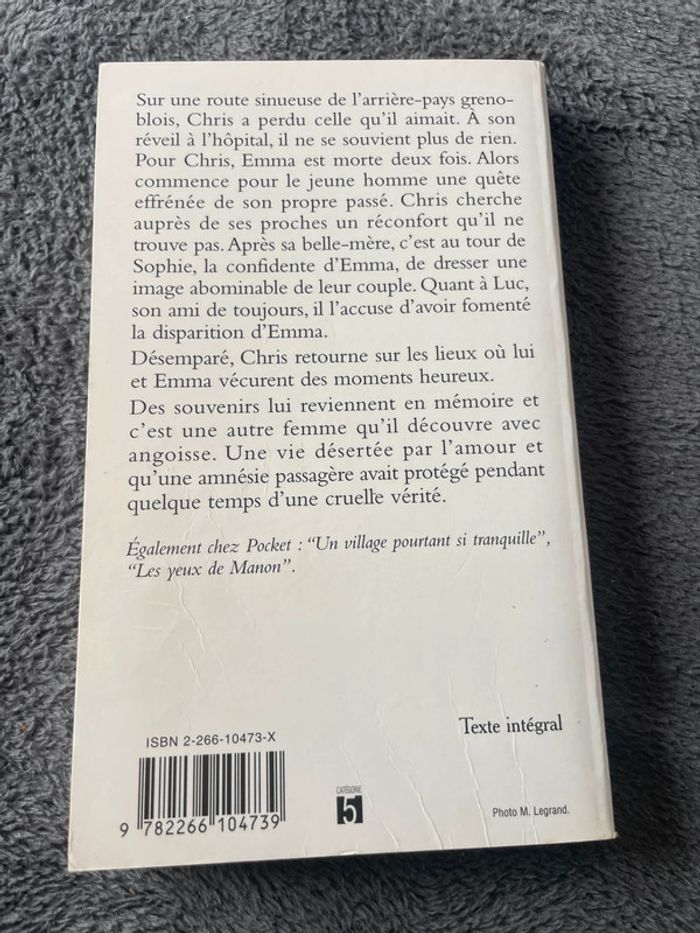 Sur une route sinueuse de l'arrière-pays greno-
blois, Chris a perdu celle qu'il aimait. À son
réveil à l'hôpital, il ne se souvient plus de rien.
Pour Chris, Emma est morte deux fois. Alors
commence pour le jeune homme une quête
effrénée de son propre passé. Chris cherche
auprès de ses proches un réconfort qu'il ne
trouve pas. Après sa belle-mère, c'est au tour de
Sophie, la confidente d'Emma, de dresser une
image abominable de leur couple. Quant à Luc,
son ami de toujours, il l'accuse d'avoir fomenté
la disparition d'Emma.
Désemparé, Chris retourne sur les lieux où lui
et Emma vécurent des moments heureux.
Des souvenirs lui reviennent en mémoire et
c'est une autre femme qu'il découvre avec
angoisse. Une vie désertée par l'amour et
qu'une amnésie passagère avait protégé pendant
quelque temps d'une cruelle vérité.
Également chez Pocket : "Un village pourtant si tranquille",
"Les yeux de Manon".
Texte intégral
ISBN 2-266-10473-X
9 782266 104739
CATÉGORIE
5
Photo M. Legrand.